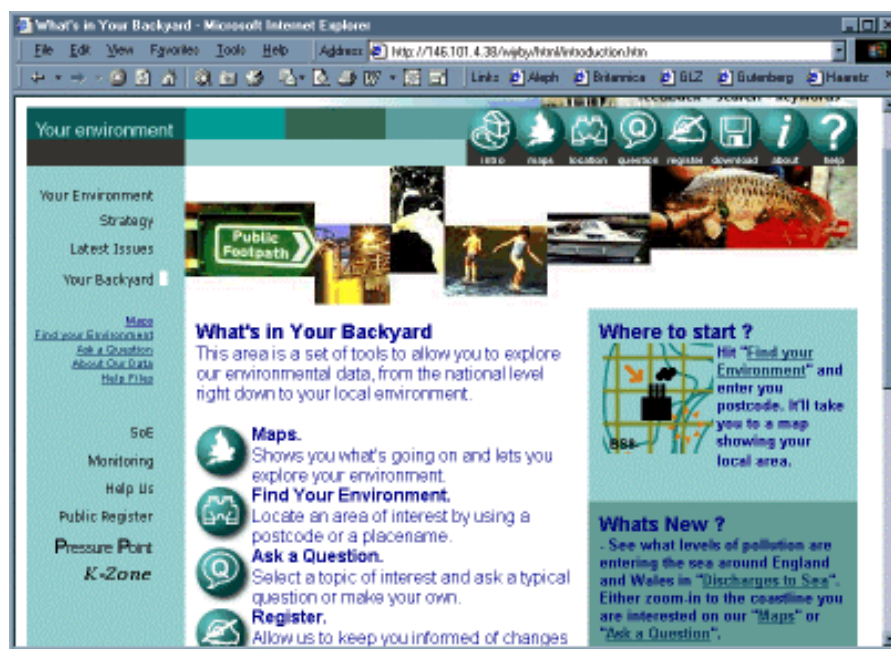 What's in Your Backyard - Microsoft Internet Explorer
File Edit View Favorites Tools Help Address http://146.101.4.38/wiyby/html/introduction.htm
Links Aleph Britannica GLZ Gutenberg Haaretz
feedback - search - keywords
Your environment
intro maps location question register download about help
Your Environment
Strategy
Latest Issues
Your Backyard
Public
Footpath
Maps
Find your Environment
Ask a Question
About Our Data
Help Files
SoE
Monitoring
Help Us
Public Register
Pressure Point
K-Zone
What's in Your Backyard
This area is a set of tools to allow you to explore
our environmental data, from the national level
right down to your local environment.
Maps.
Shows you what's going on and lets you
explore your environment.
Find Your Environment.
Locate an area of interest by using a
postcode or a placename.
Ask a Question.
Select a topic of interest and ask a typical
question or make your own.
Register.
Allow us to keep you informed of changes
Where to start ?
Hit "Find your
Environment" and
enter you
postcode. It'll take
you to a map
showing your
local area.
Whats New ?
- See what levels of pollution are
entering the sea around England
and Wales in "Discharges to Sea".
Either zoom-in to the coastline you
are interested on our "Maps" or
"Ask a Question".